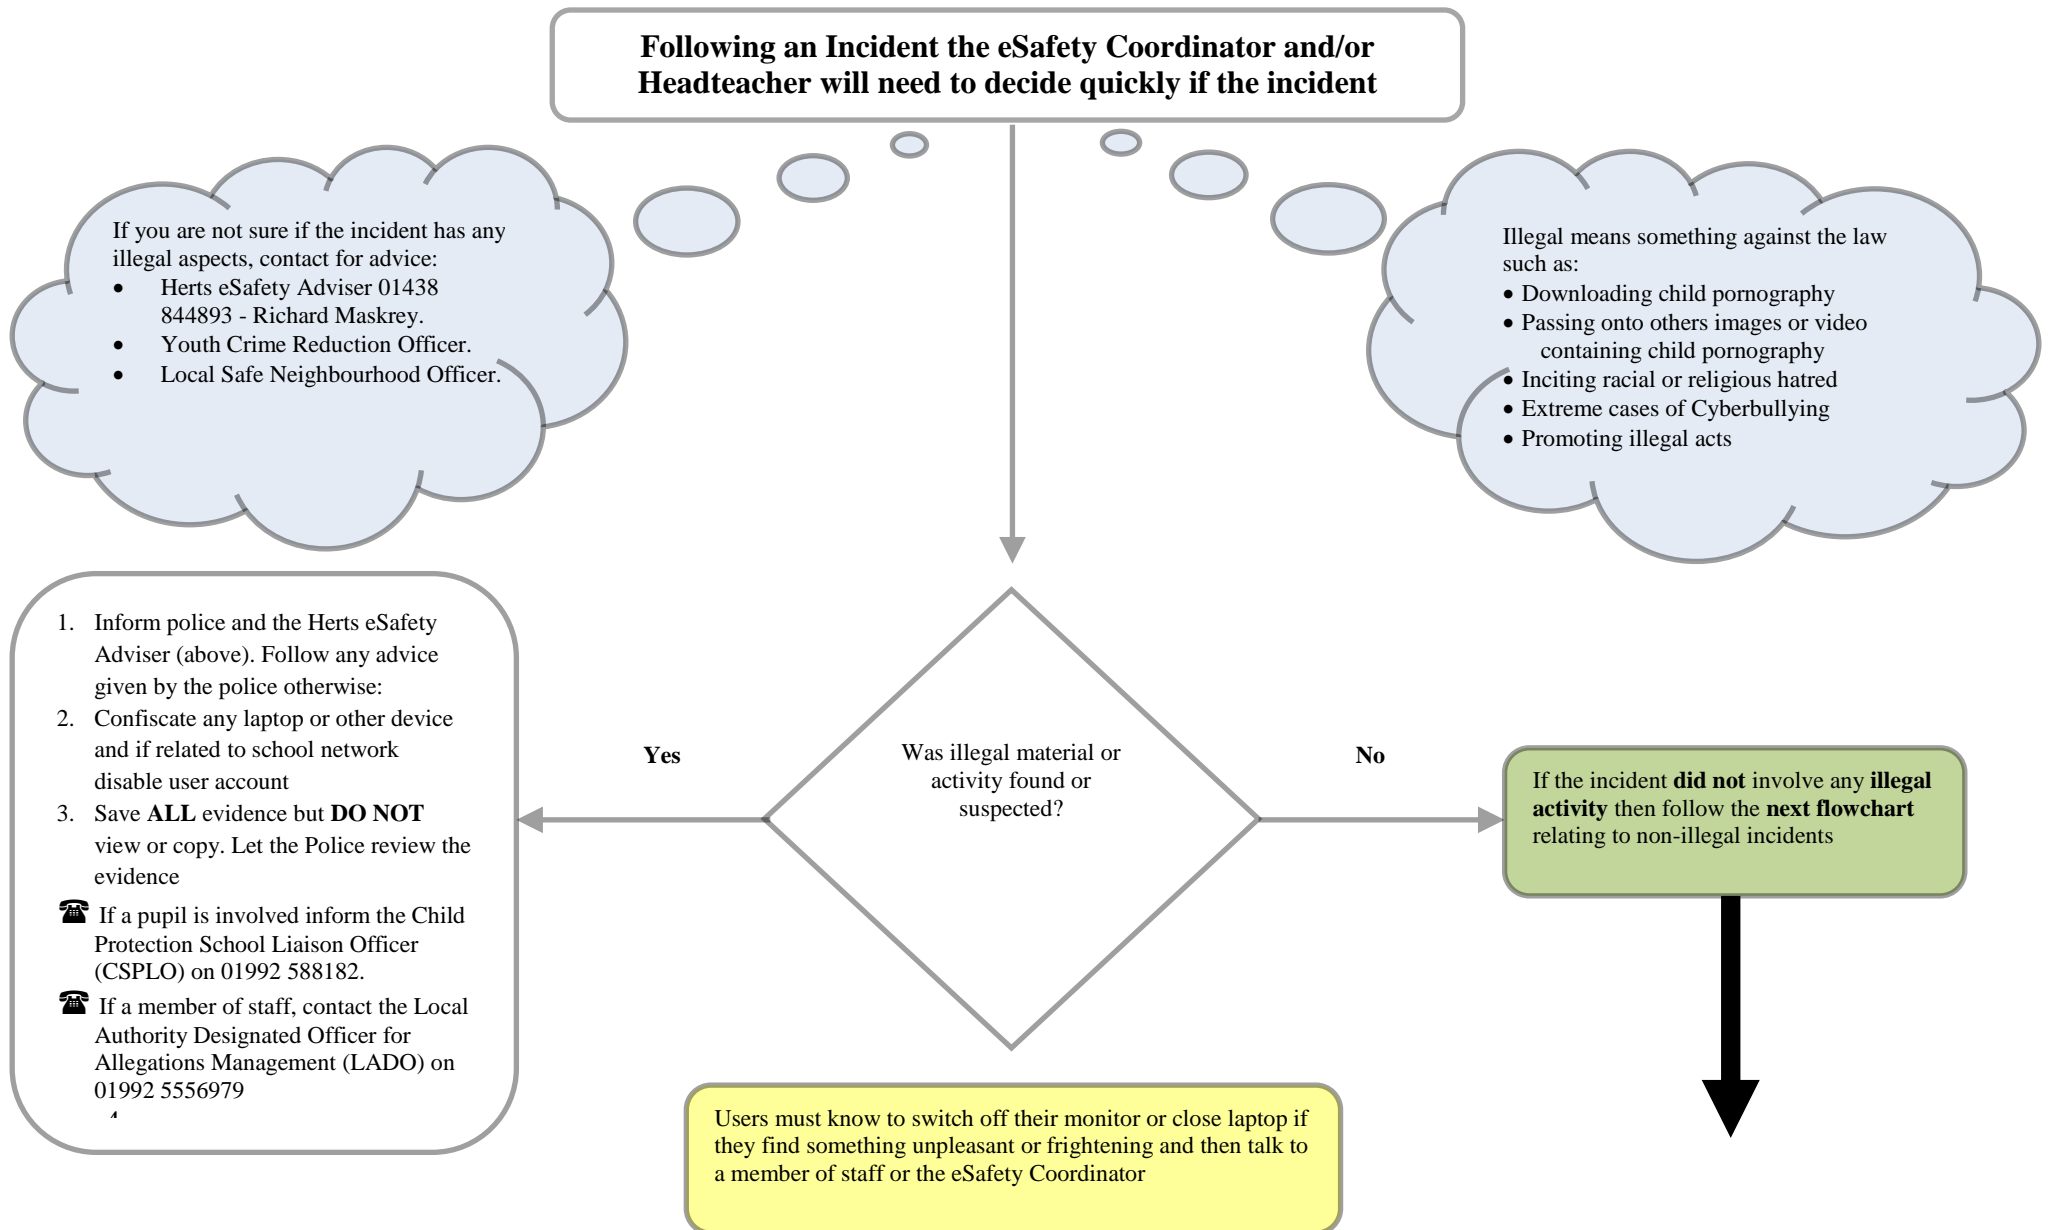 Following an Incident the eSafety Coordinator and/or
Headteacher will need to decide quickly if the incident
If you are not sure if the incident has any
illegal aspects, contact for advice:
• Herts eSafety Adviser 01438
844893 - Richard Maskrey.
• Youth Crime Reduction Officer.
• Local Safe Neighbourhood Officer.
Illegal means something against the law
such as:
• Downloading child pornography
• Passing onto others images or video
containing child pornography
• Inciting racial or religious hatred
• Extreme cases of Cyberbullying
• Promoting illegal acts
1. Inform police and the Herts eSafety
Adviser (above). Follow any advice
given by the police otherwise:
2. Confiscate any laptop or other device
and if related to school network
disable user account
3. Save ALL evidence but DO NOT
view or copy. Let the Police review the
evidence
☎ If a pupil is involved inform the Child
Protection School Liaison Officer
(CSPLO) on 01992 588182.
☎ If a member of staff, contact the Local
Authority Designated Officer for
Allegations Management (LADO) on
01992 5556979
Yes
Was illegal material or
activity found or
suspected?
No
If the incident did not involve any illegal
activity then follow the next flowchart
relating to non-illegal incidents
Users must know to switch off their monitor or close laptop if
they find something unpleasant or frightening and then talk to
a member of staff or the eSafety Coordinator